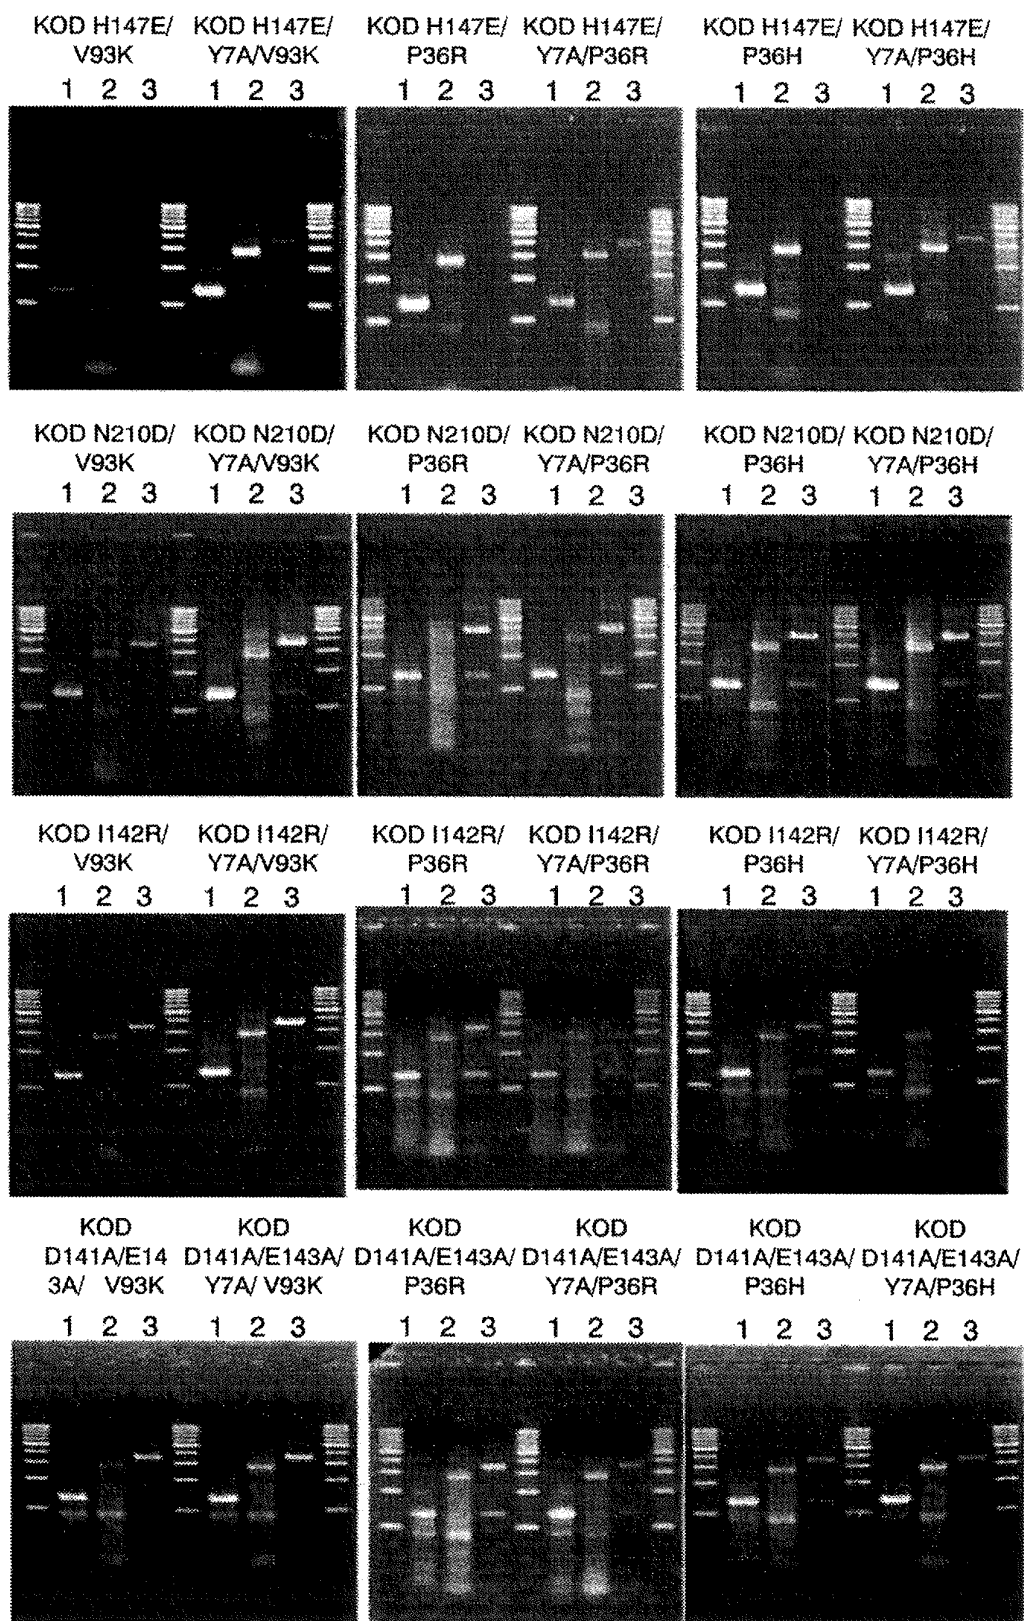 KOD H147E/ KOD H147E/ KOD H147E/ KOD H147E/ KOD H147E/ KOD H147E/
V93K Y7A/V93K P36R Y7A/P36R P36H Y7A/P36H
1 2 3 1 2 3 1 2 3 1 2 3 1 2 3 1 2 3
KOD N210D/ KOD N210D/ KOD N210D/ KOD N210D/ KOD N210D/ KOD N210D/
V93K Y7A/V93K P36R Y7A/P36R P36H Y7A/P36H
1 2 3 1 2 3 1 2 3 1 2 3 1 2 3 1 2 3
KOD I142R/ KOD I142R/ KOD I142R/ KOD I142R/ KOD I142R/ KOD I142R/
V93K Y7A/V93K P36R Y7A/P36R P36H Y7A/P36H
1 2 3 1 2 3 1 2 3 1 2 3 1 2 3 1 2 3
KOD KOD KOD KOD KOD KOD
D141A/E14 D141A/E143A/ D141A/E143A/ D141A/E143A/ D141A/E143A/ D141A/E143A/
3A/ V93K Y7A/ V93K P36R Y7A/P36R P36H Y7A/P36H
1 2 3 1 2 3 1 2 3 1 2 3 1 2 3 1 2 3